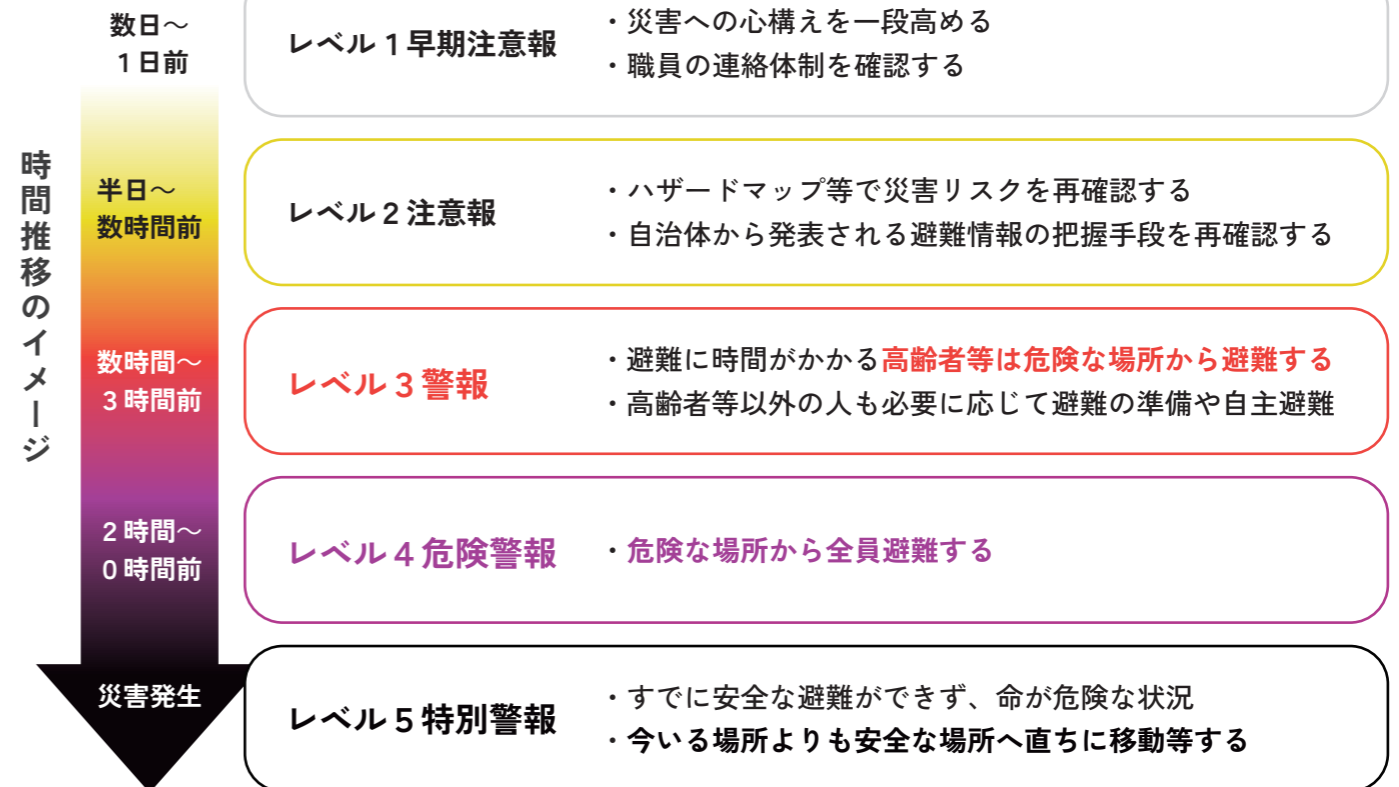 時間推移のイメージ
数日～
1日前
レベル1早期注意報
・災害への心構えを一段高める
・職員の連絡体制を確認する
半日～
数時間前
レベル2注意報
・ハザードマップ等で災害リスクを再確認する
・自治体から発表される避難情報の把握手段を再確認する
数時間～
3時間前
レベル3警報
・避難に時間がかかる高齢者等は危険な場所から避難する
・高齢者等以外の人も必要に応じて避難の準備や自主避難
2時間～
0時間前
レベル4危険警報
・危険な場所から全員避難する
災害発生
レベル5特別警報
・すでに安全な避難ができず、命が危険な状況
・今いる場所よりも安全な場所へ直ちに移動等する